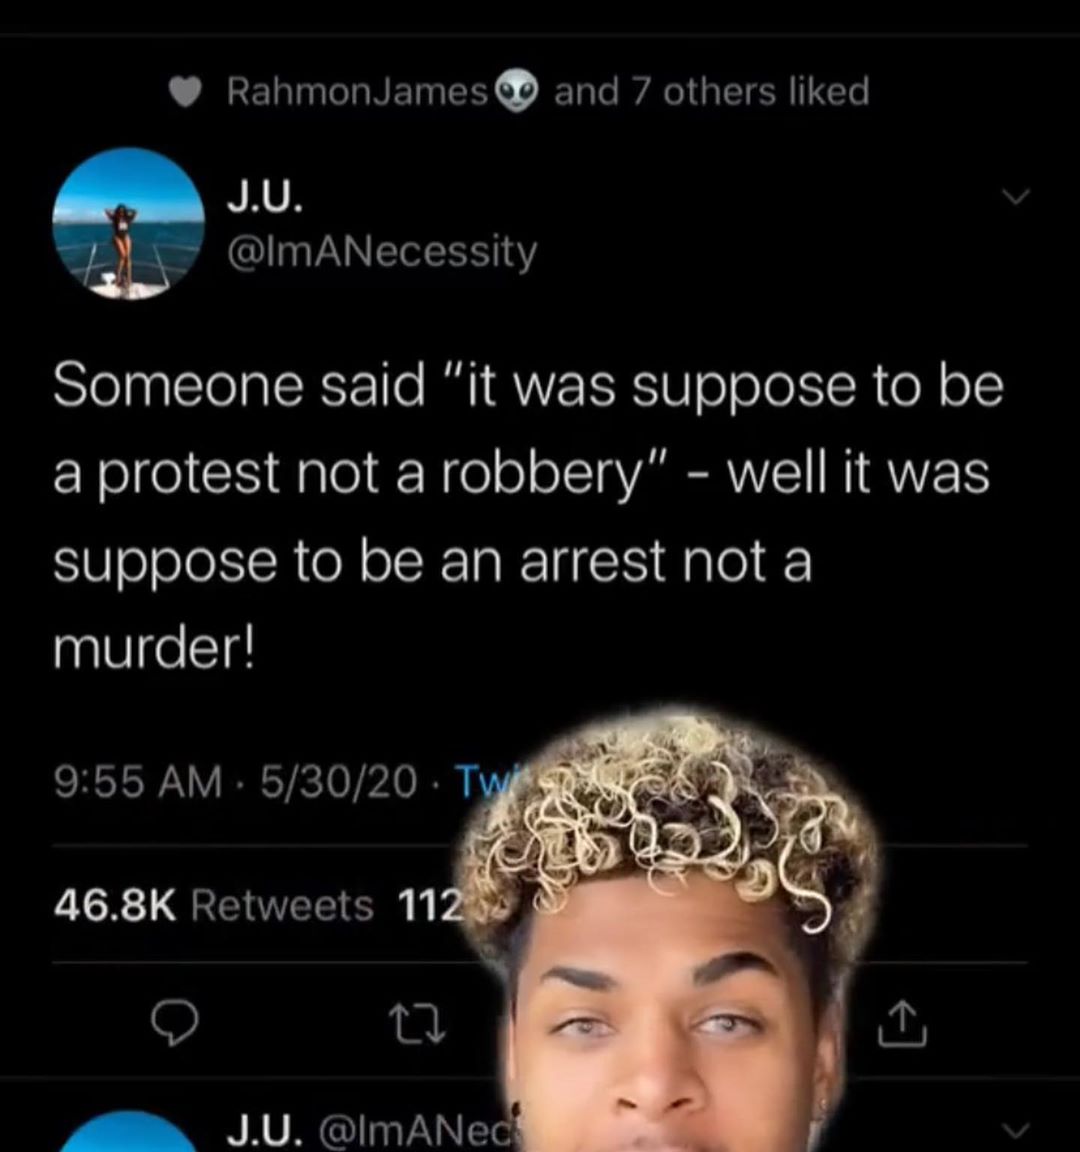 RahmonJames👽 and 7 others liked
J.U.
@ImANecessity
Someone said "it was suppose to be
a protest not a robbery" - well it was
suppose to be an arrest not a
murder!
9:55 AM · 5/30/20 ·
46.8K Retweets 112
J.U.